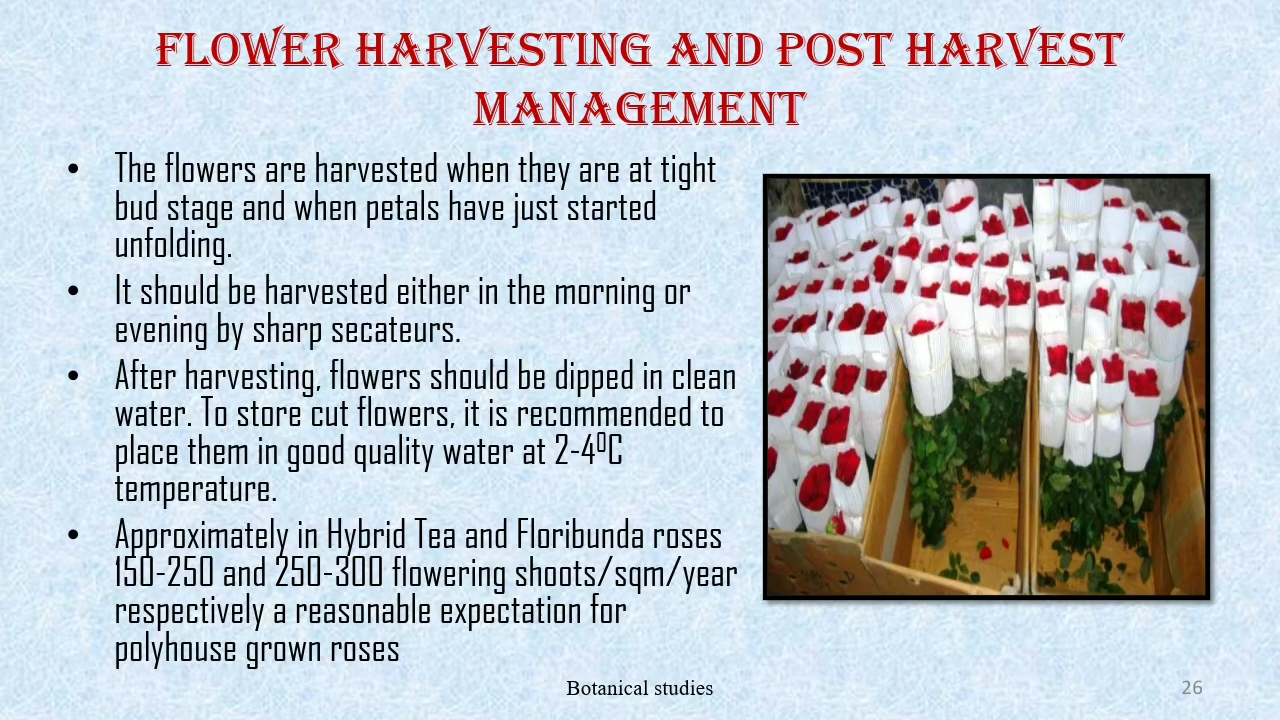 FLOWER HARVESTING AND POST HARVEST
MANAGEMENT
• The flowers are harvested when they are at tight
bud stage and when petals have just started
unfolding.
• It should be harvested either in the morning or
evening by sharp secateurs.
• After harvesting, flowers should be dipped in clean
water. To store cut flowers, it is recommended to
place them in good quality water at 2-4⁰C
temperature.
• Approximately in Hybrid Tea and Floribunda roses
150-250 and 250-300 flowering shoots/sqm/year
respectively a reasonable expectation for
polyhouse grown roses
Botanical studies
26